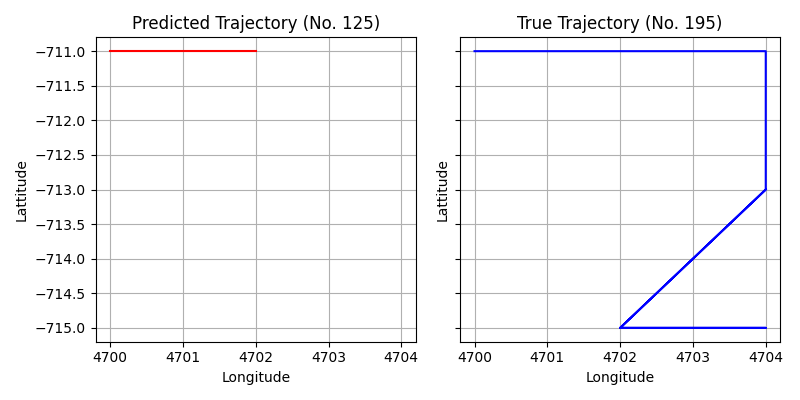 Predicted Trajectory (No. 125)
True Trajectory (No. 195)
−711.0
−711.5
−712.0
−712.5
−713.0
−713.5
−714.0
−714.5
−715.0
Lattitude
Lattitude
4700 4701 4702 4703 4704
4700 4701 4702 4703 4704
Longitude
Longitude